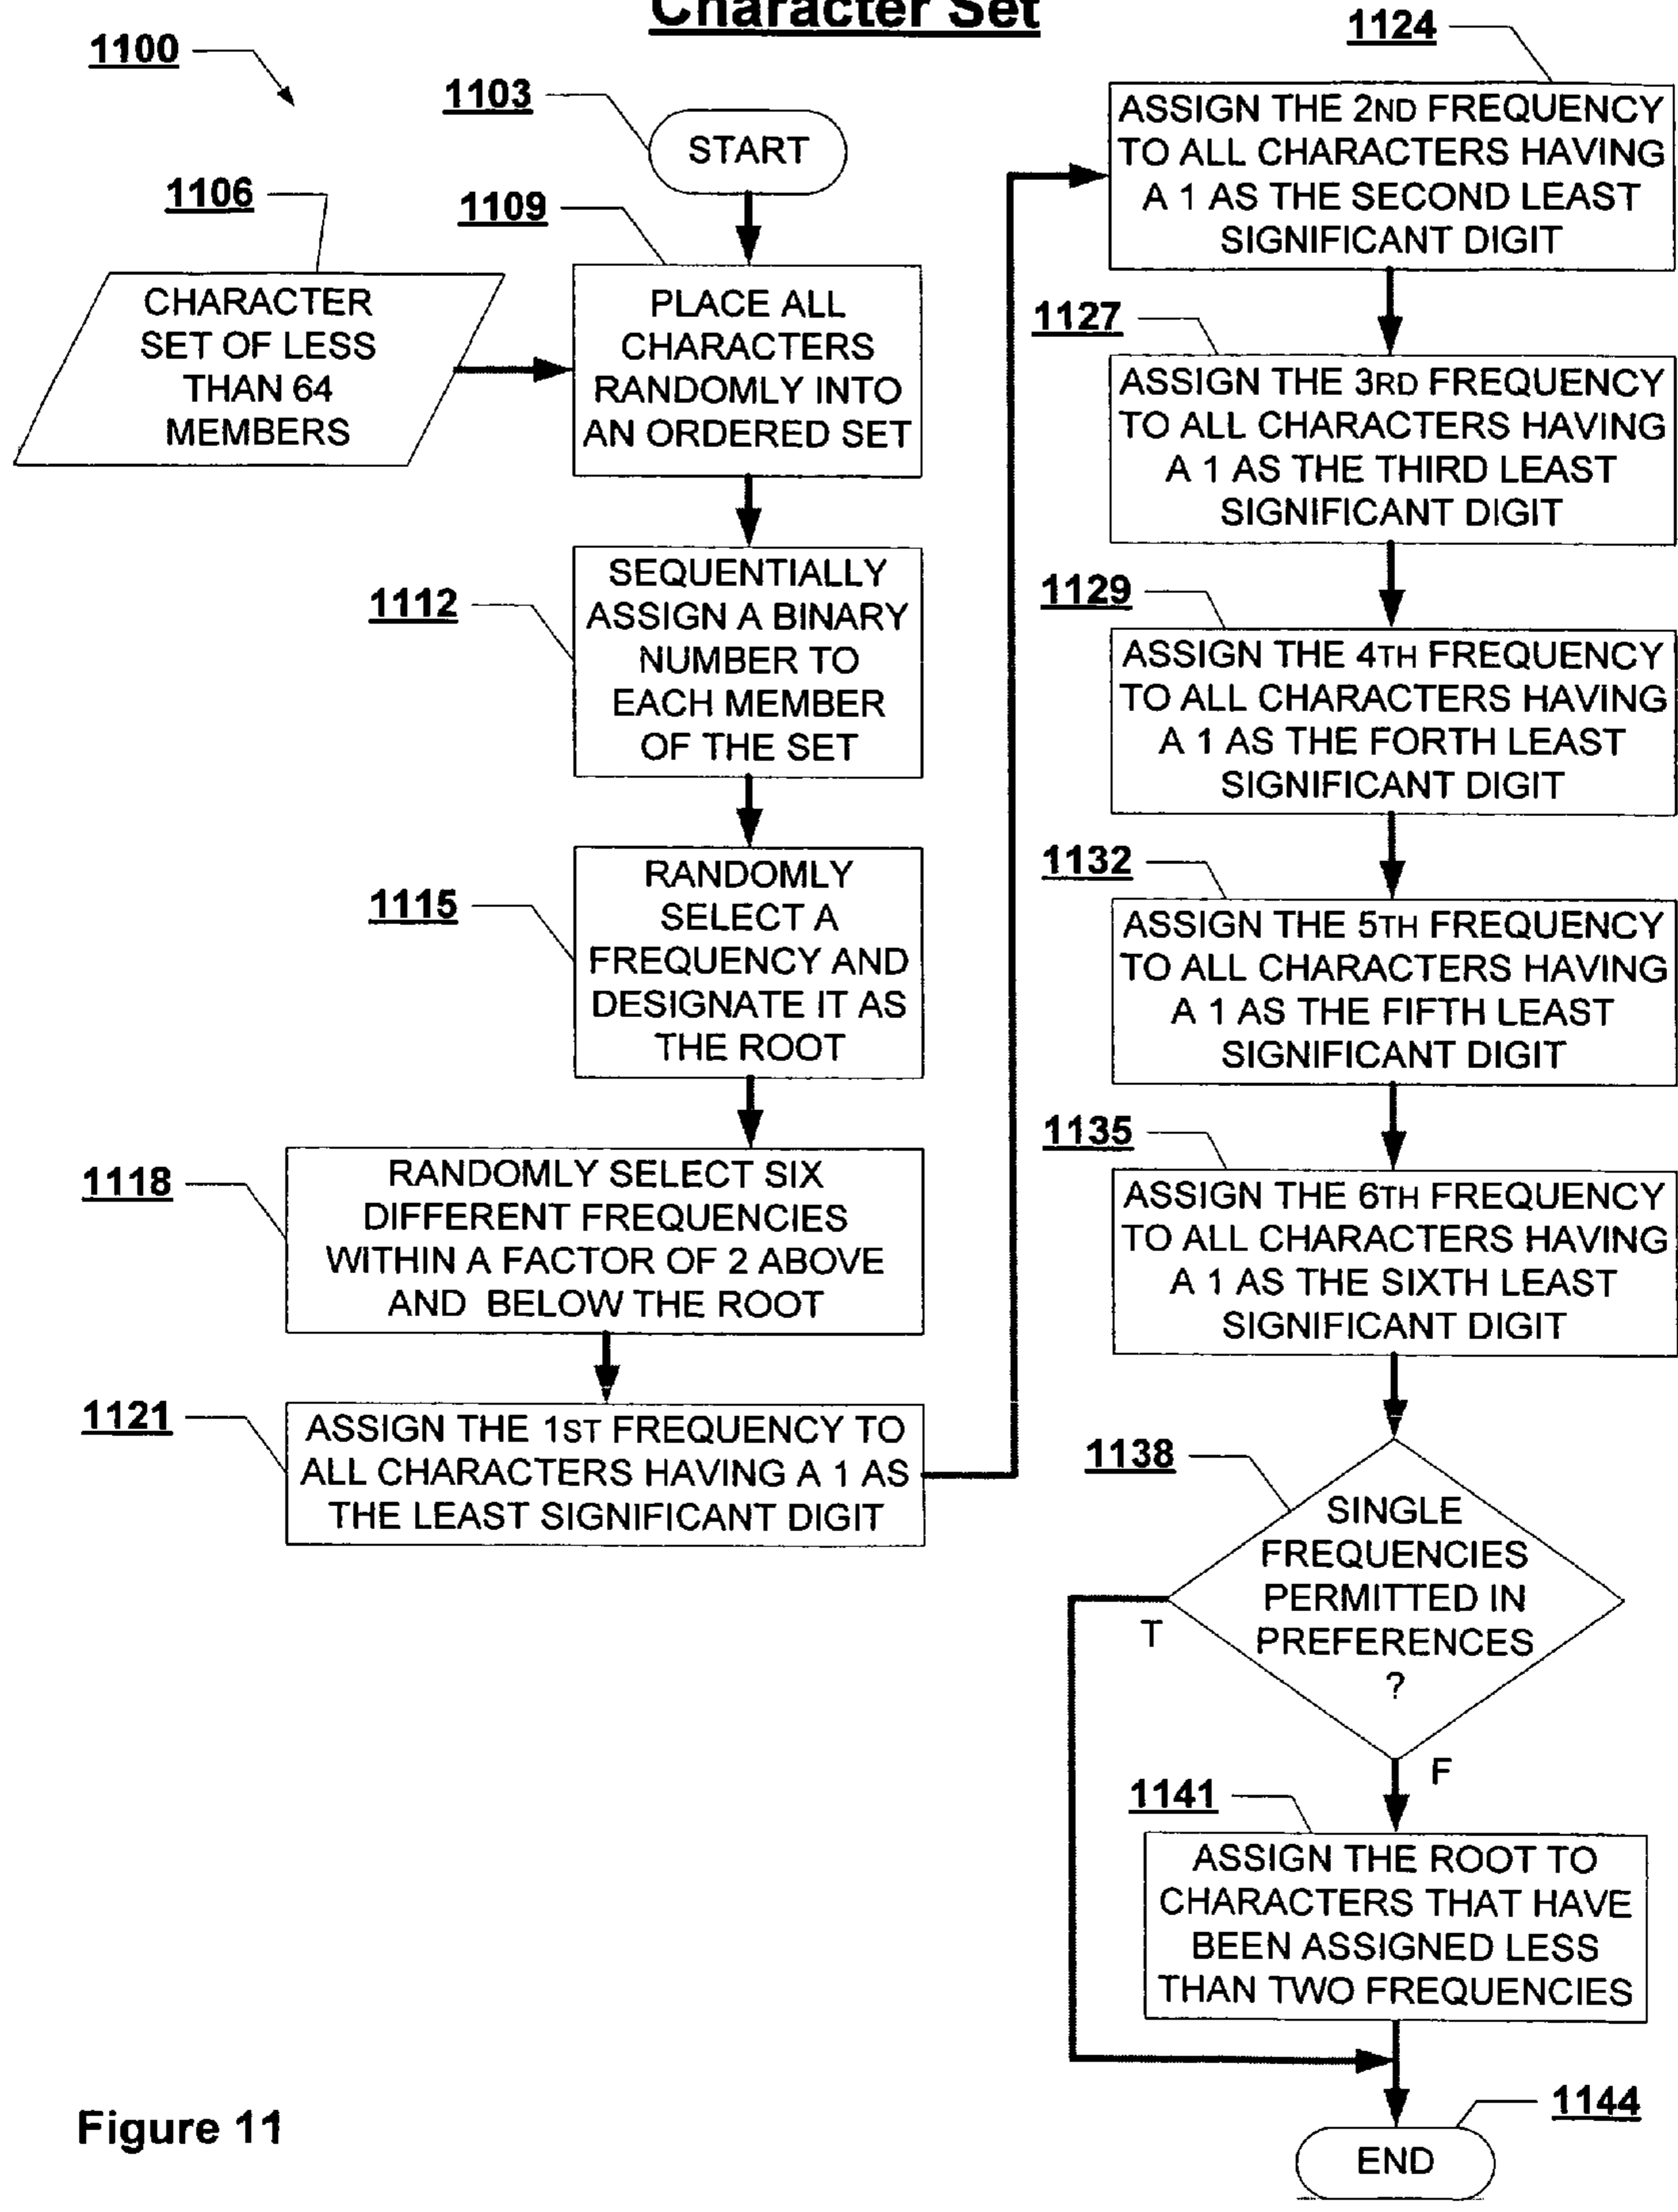 Character Set
1100
1103
START
1106
CHARACTER
SET OF LESS
THAN 64
MEMBERS
1109
PLACE ALL
CHARACTERS
RANDOMLY INTO
AN ORDERED SET
1112
SEQUENTIALLY
ASSIGN A BINARY
NUMBER TO
EACH MEMBER
OF THE SET
1115
RANDOMLY
SELECT A
FREQUENCY AND
DESIGNATE IT AS
THE ROOT
1118
RANDOMLY SELECT SIX
DIFFERENT FREQUENCIES
WITHIN A FACTOR OF 2 ABOVE
AND BELOW THE ROOT
1121
ASSIGN THE 1ST FREQUENCY TO
ALL CHARACTERS HAVING A 1 AS
THE LEAST SIGNIFICANT DIGIT
1124
ASSIGN THE 2ND FREQUENCY
TO ALL CHARACTERS HAVING
A 1 AS THE SECOND LEAST
SIGNIFICANT DIGIT
1127
ASSIGN THE 3RD FREQUENCY
TO ALL CHARACTERS HAVING
A 1 AS THE THIRD LEAST
SIGNIFICANT DIGIT
1129
ASSIGN THE 4TH FREQUENCY
TO ALL CHARACTERS HAVING
A 1 AS THE FORTH LEAST
SIGNIFICANT DIGIT
1132
ASSIGN THE 5TH FREQUENCY
TO ALL CHARACTERS HAVING
A 1 AS THE FIFTH LEAST
SIGNIFICANT DIGIT
1135
ASSIGN THE 6TH FREQUENCY
TO ALL CHARACTERS HAVING
A 1 AS THE SIXTH LEAST
SIGNIFICANT DIGIT
1138
SINGLE
FREQUENCIES
PERMITTED IN
PREFERENCES
?
T
F
1141
ASSIGN THE ROOT TO
CHARACTERS THAT HAVE
BEEN ASSIGNED LESS
THAN TWO FREQUENCIES
1144
END
Figure 11